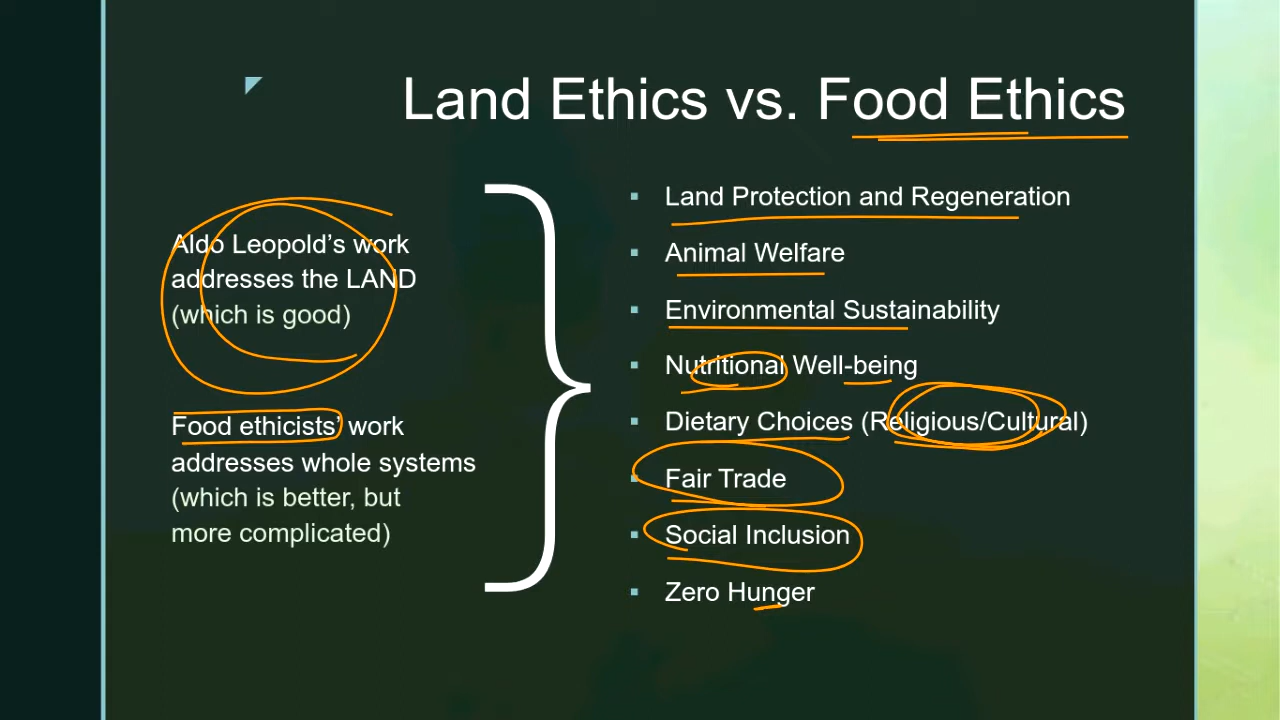 Land Ethics vs. Food Ethics
Aldo Leopold’s work
addresses the LAND
(which is good)
Food ethicists’ work
addresses whole systems
(which is better, but
more complicated)
Land Protection and Regeneration
Animal Welfare
Environmental Sustainability
Nutritional Well-being
Dietary Choices (Religious/Cultural)
Fair Trade
Social Inclusion
Zero Hunger